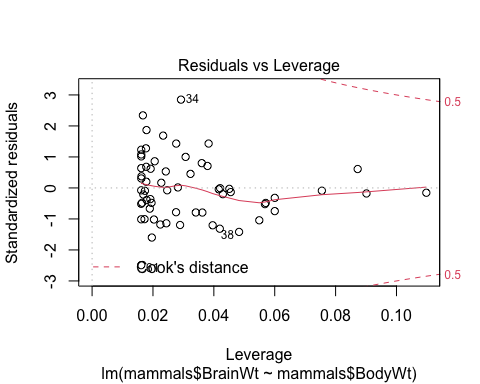 Residuals vs Leverage
Standardized residuals
3
2
1
0
-1
-2
-3
34
38
0.5
0.5
Cook's distance
0.00 0.02 0.04 0.06 0.08 0.10
Leverage
lm(mammals$BrainWt ~ mammals$BodyWt)